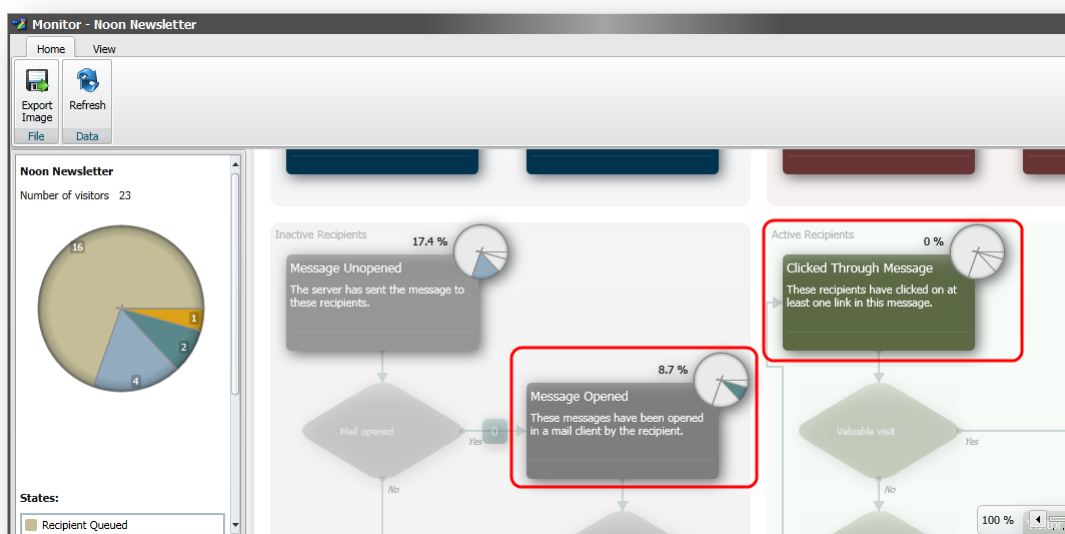 Monitor - Noon Newsletter
Home View
Export
Image
Refresh
File Data
Noon Newsletter
Number of visitors 23
16
1
2
4
States:
Recipient Queued
Inactive Recipients
17.4 %
Message Unopened
The server has sent the message to
these recipients.
Mail opened
Yes
0
No
8.7 %
Message Opened
These messages have been opened
in a mail client by the recipient.
Active Recipients
0 %
Clicked Through Message
These recipients have clicked on at
least one link in this message.
Valuable visit
Yes
No
100 %